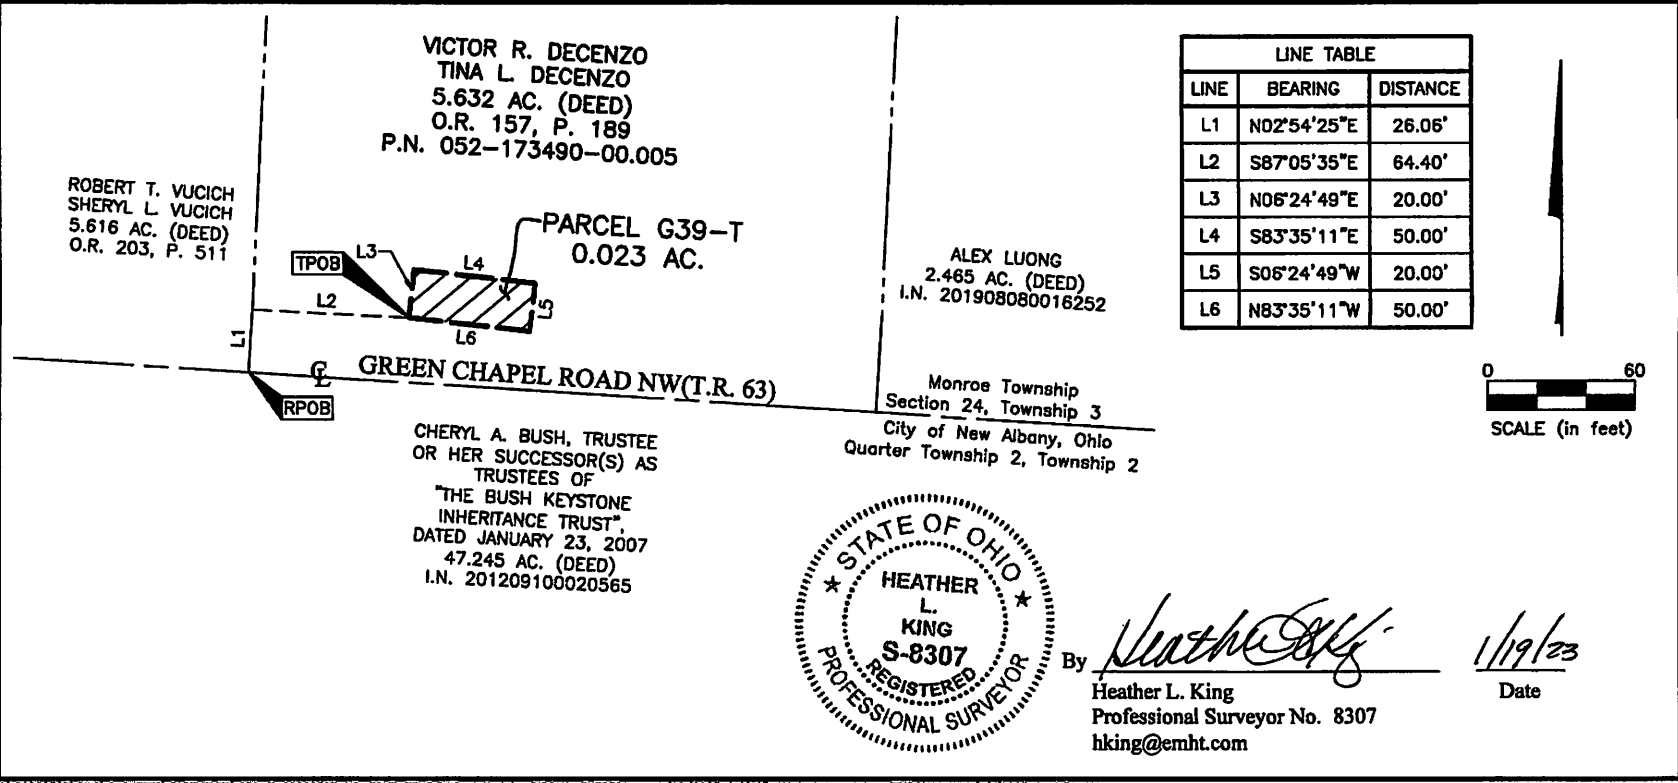 VICTOR R. DECENZO
TINA L. DECENZO
5.632 AC. (DEED)
O.R. 157, P. 189
P.N. 052-173490-00.005
ROBERT T. VUCICH
SHERYL L. VUCICH
5.616 AC. (DEED)
O.R. 203, P. 511
PARCEL G39-T
0.023 AC.
TPOB
L3
L4
L2
L5
L6
L1
ALEX LUONG
2.465 AC. (DEED)
I.N. 201908080016252
℄ GREEN CHAPEL ROAD NW(T.R. 63)
RPOB
Monroe Township
Section 24, Township 3
City of New Albany, Ohio
Quarter Township 2, Township 2
CHERYL A. BUSH, TRUSTEE
OR HER SUCCESSOR(S) AS
TRUSTEES OF
"THE BUSH KEYSTONE
INHERITANCE TRUST",
DATED JANUARY 23, 2007
47.245 AC. (DEED)
I.N. 201209100020565
LINE TABLE
LINE BEARING DISTANCE
L1 N02°54'25"E 26.06'
L2 S87°05'35"E 64.40'
L3 N06°24'49"E 20.00'
L4 S83°35'11"E 50.00'
L5 S06°24'49"W 20.00'
L6 N83°35'11"W 50.00'
0 60
SCALE (in feet)
★ STATE OF OHIO ★
HEATHER
L.
KING
S-8307
REGISTERED
PROFESSIONAL SURVEYOR
By Heather L King
1/19/23
Heather L. King
Date
Professional Surveyor No. 8307
hking@emht.com